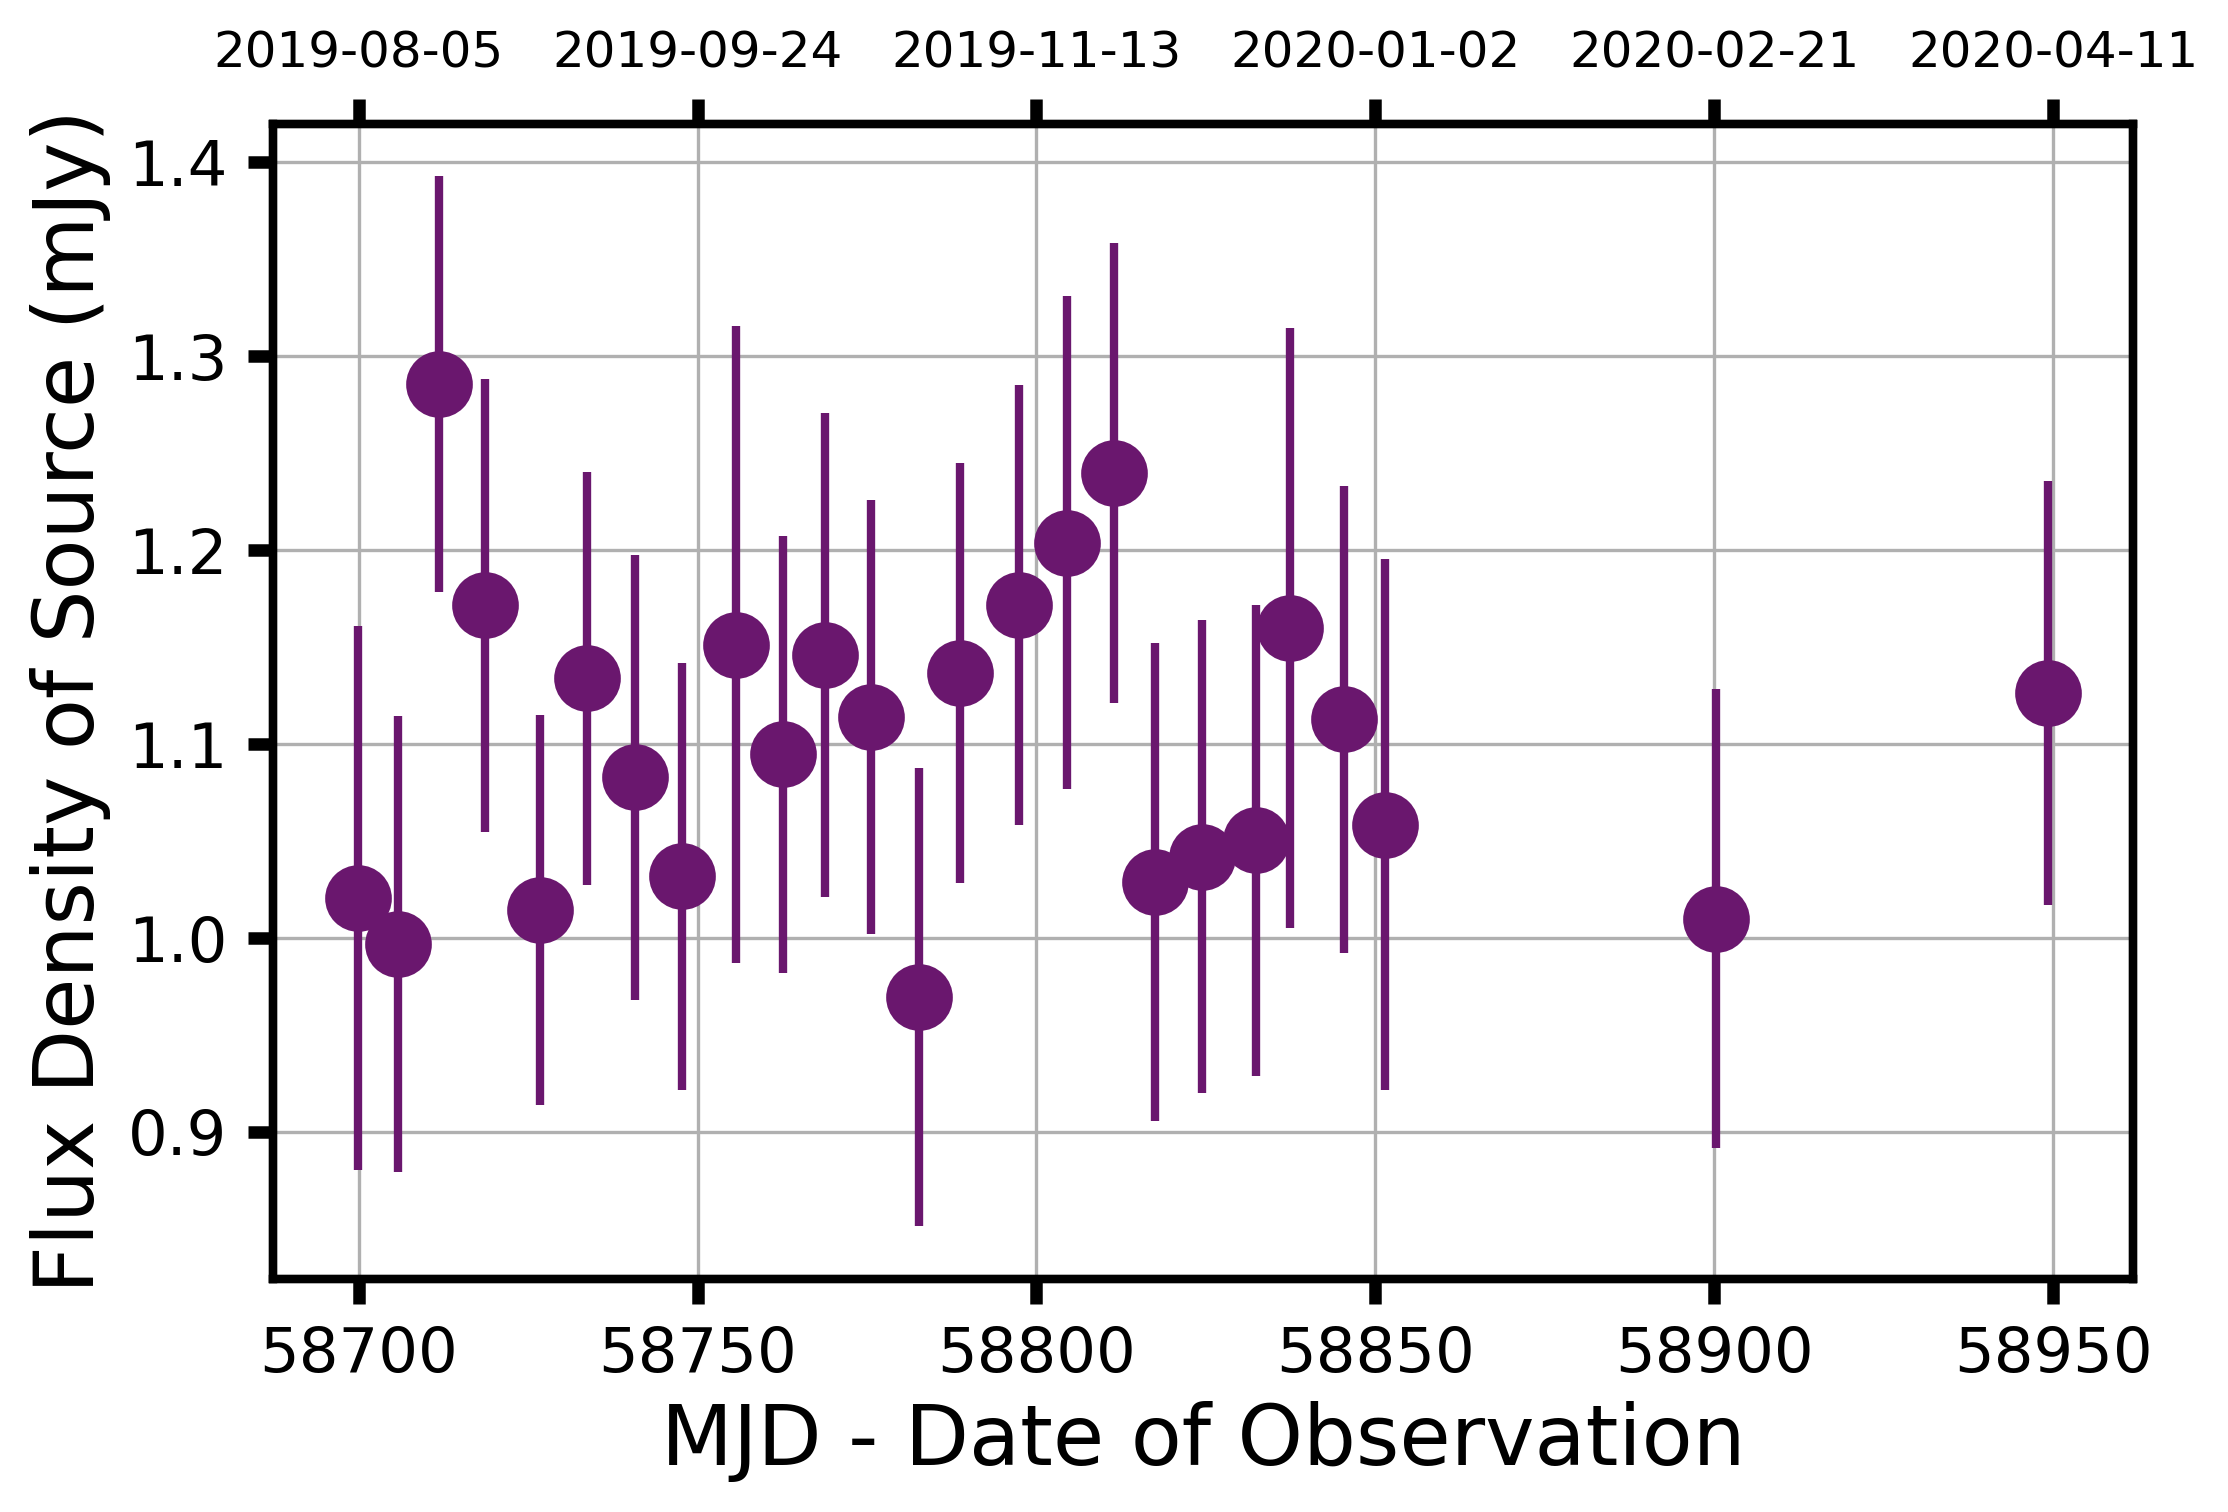 2019-08-05 2019-09-24 2019-11-13 2020-01-02 2020-02-21 2020-04-11
Flux Density of Source (mJy)
1.4
1.3
1.2
1.1
1.0
0.9
58700 58750 58800 58850 58900 58950
MJD - Date of Observation